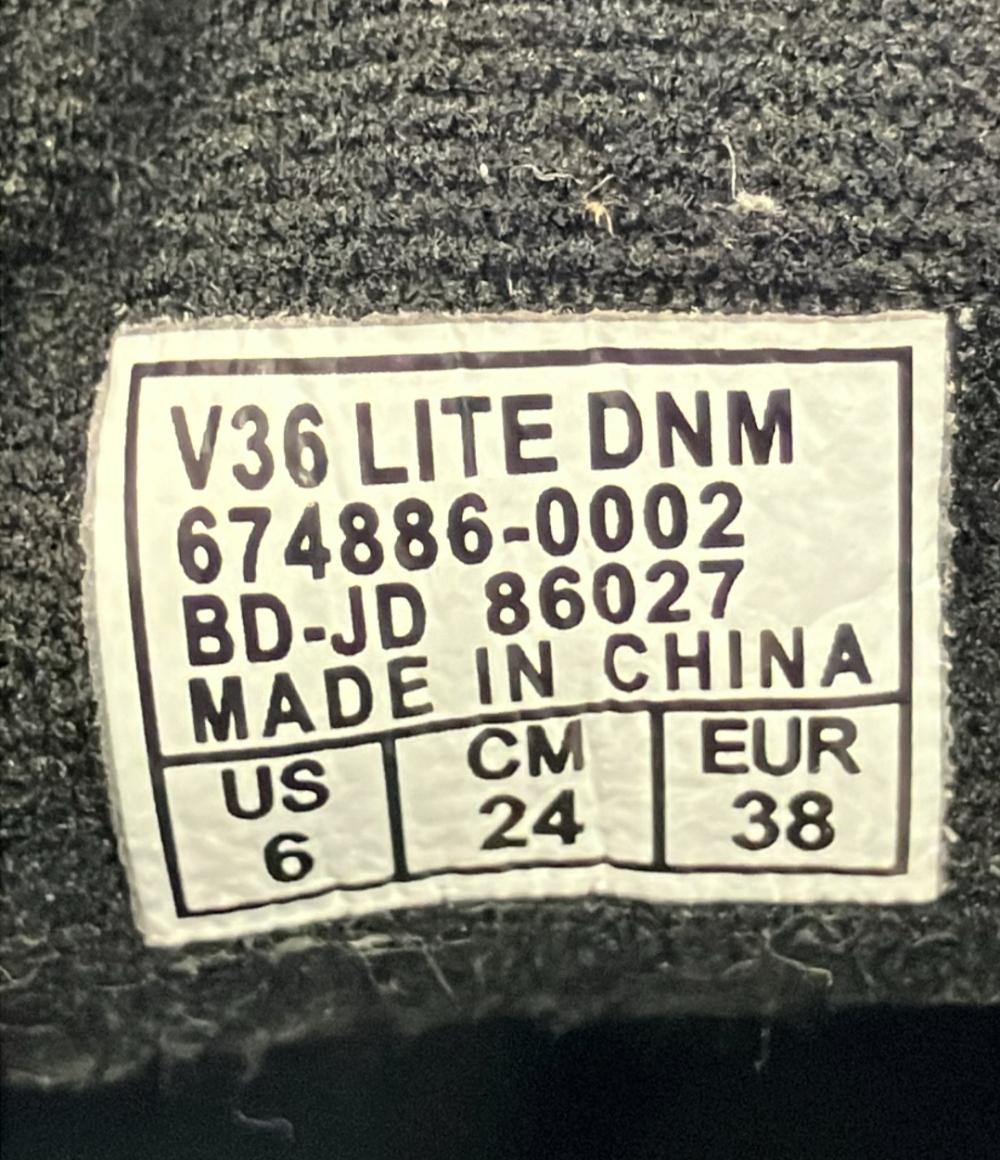 V36 LITE DNM
674886-0002
BD-JD 86027
MADE IN CHINA
US CM EUR
6 24 38